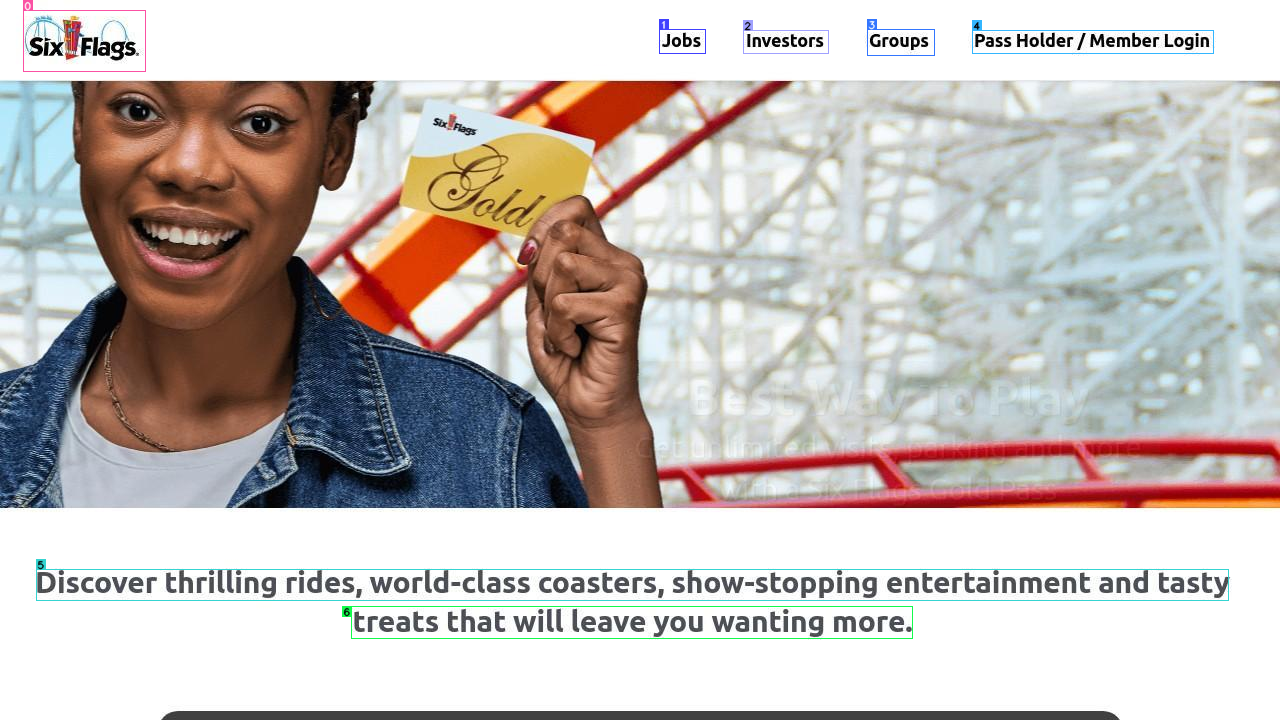 Six Flags
Jobs
Investors
Groups
Pass Holder / Member Login
Six Flags
Gold
Best Way To Play
Get unlimited visits, parking and more
with a Six Flags Gold Pass
Discover thrilling rides, world-class coasters, show-stopping entertainment and tasty
treats that will leave you wanting more.
0
1
2
3
4
5
6